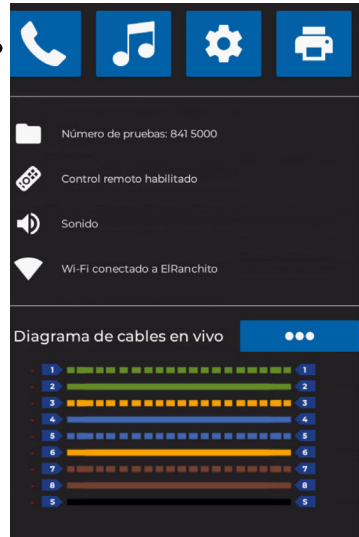 Número de pruebas: 841 5000
Control remoto habilitado
Sonido
Wi-Fi conectado a ElRanchito
Diagrama de cables en vivo
1 1
2 2
3 3
4 4
5 5
6 6
7 7
8 8
S S